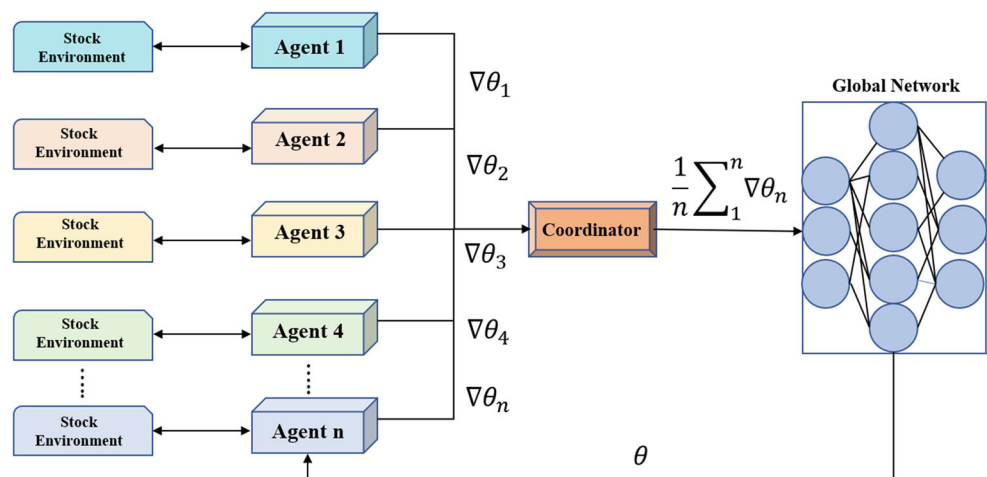 Stock
Environment
Agent 1
∇θ₁
Stock
Environment
Agent 2
∇θ₂
Stock
Environment
Agent 3
∇θ₃
Stock
Environment
Agent 4
∇θ₄
Stock
Environment
Agent n
∇θₙ
Coordinator
1/n ∑₁ⁿ ∇θₙ
Global Network
θ